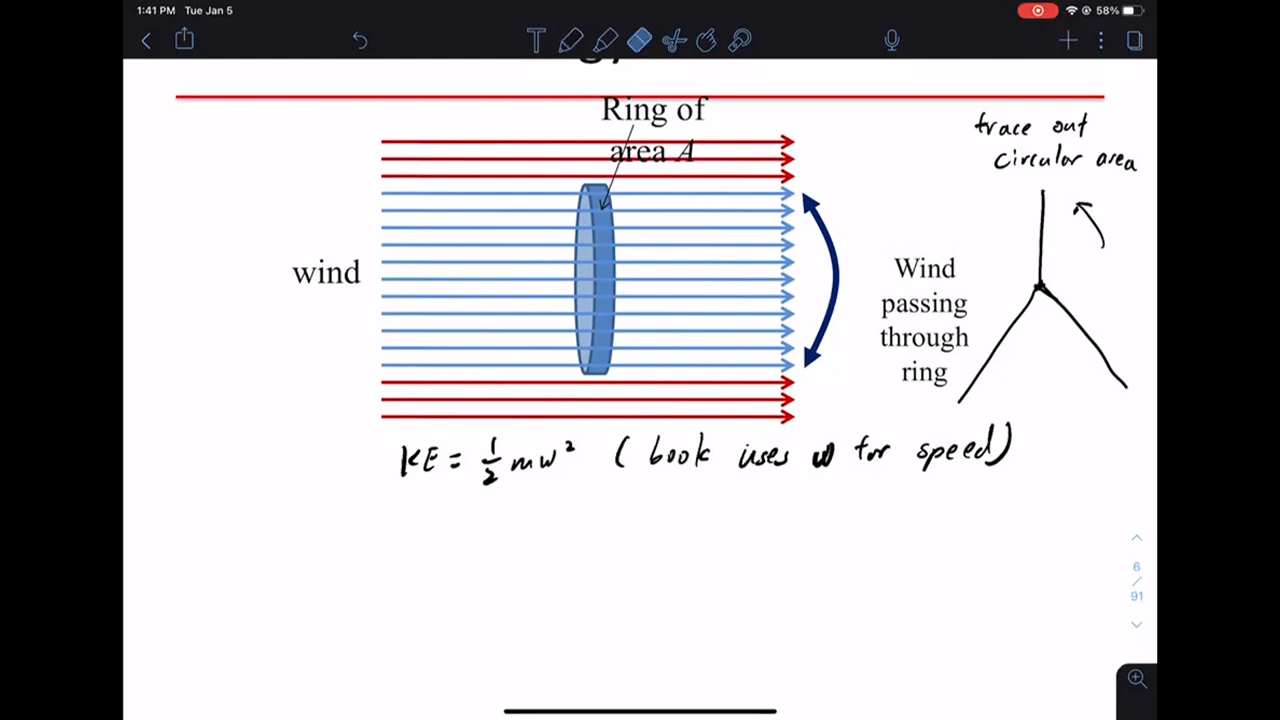 1:41 PM Tue Jan 5
58%
Ring of
area A
trace out
circular area
wind
Wind
passing
through
ring
KE = 1/2 mw² ( book uses w for speed)
6
/
91